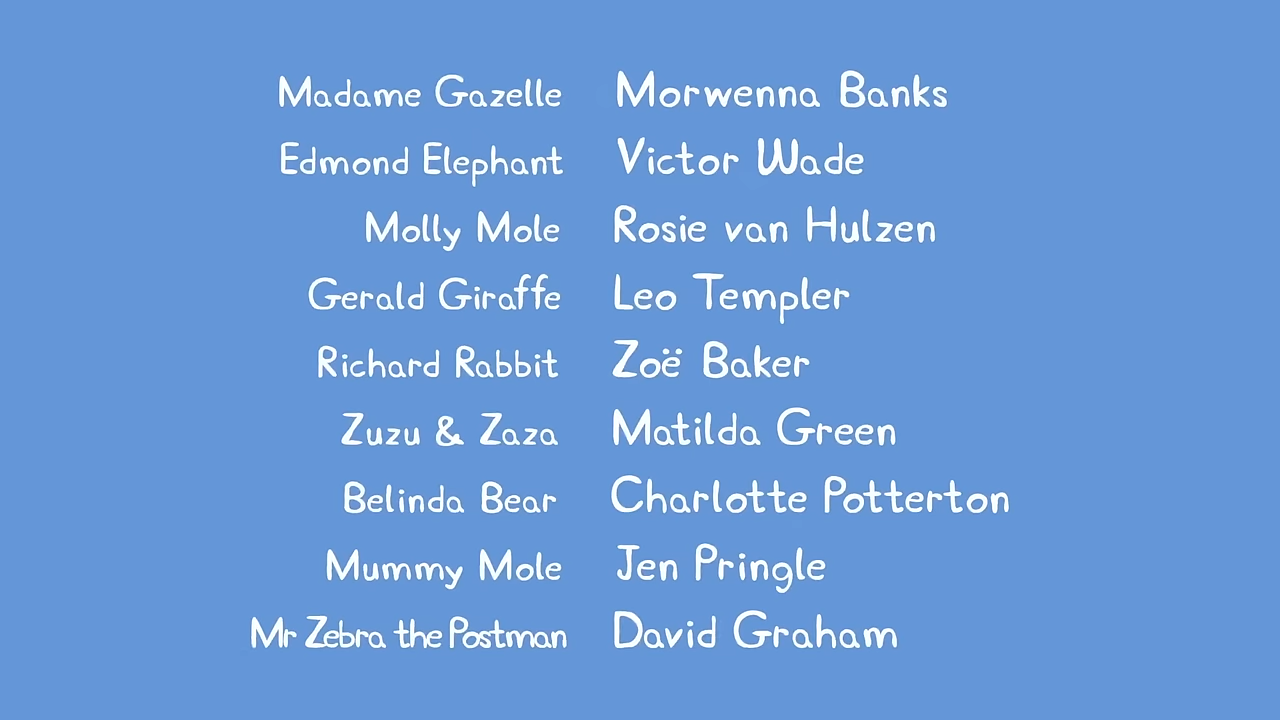 Madame Gazelle Morwenna Banks
Edmond Elephant Victor Wade
Molly Mole Rosie van Hulzen
Gerald Giraffe Leo Templer
Richard Rabbit Zoë Baker
Zuzu & Zaza Matilda Green
Belinda Bear Charlotte Potterton
Mummy Mole Jen Pringle
Mr Zebra the Postman David Graham